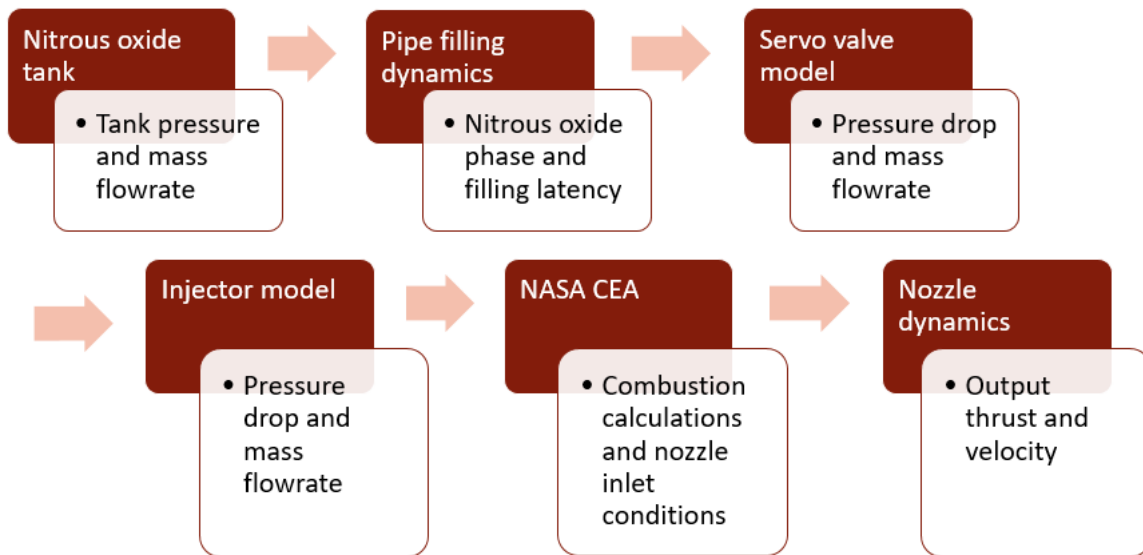 Nitrous oxide
tank
• Tank pressure
and mass
flowrate
Pipe filling
dynamics
• Nitrous oxide
phase and
filling latency
Servo valve
model
• Pressure drop
and mass
flowrate
Injector model
• Pressure
drop and
mass
flowrate
NASA CEA
• Combustion
calculations
and nozzle
inlet
conditions
Nozzle
dynamics
• Output
thrust and
velocity